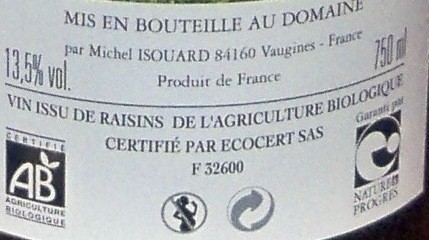 MIS EN BOUTEILLE AU DOMAINE
par Michel ISOUARD 84160 Vaugines - France
13,5% vol.
750 ml
Produit de France
VIN ISSU DE RAISINS DE L'AGRICULTURE BIOLOGIQUE
CERTIFIÉ PAR ECOCERT SAS
F 32600
CERTIFIÉ
AB
AGRICULTURE
BIOLOGIQUE
Garanti par
NATURE &
PROGRES